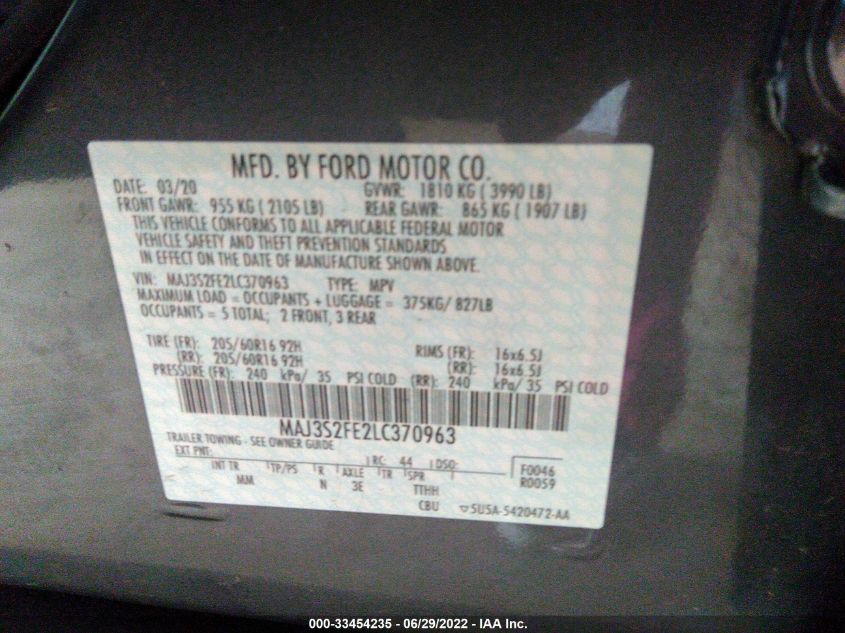 MFD. BY FORD MOTOR CO.
DATE: 03/20 GVWR: 1810 KG ( 3990 LB)
FRONT GAWR: 955 KG ( 2105 LB) REAR GAWR: 865 KG ( 1907 LB)
THIS VEHICLE CONFORMS TO ALL APPLICABLE FEDERAL MOTOR
VEHICLE SAFETY AND THEFT PREVENTION STANDARDS
IN EFFECT ON THE DATE OF MANUFACTURE SHOWN ABOVE.
VIN: MAJ3S2FE2LC370963 TYPE: MPV
MAXIMUM LOAD = OCCUPANTS + LUGGAGE = 375KG/ 827LB
OCCUPANTS = 5 TOTAL; 2 FRONT, 3 REAR
TIRE (FR): 205/60R16 92H RIMS (FR): 16x6.5J
(RR): 205/60R16 92H (RR): 16x6.5J
PRESSURE (FR): 240 kPa/ 35 PSI COLD (RR): 240 kPa/ 35 PSI COLD
MAJ3S2FE2LC370963
TRAILER TOWING - SEE OWNER GUIDE
EXT PNT: RC: 44 DSO: F0046
INT TR TP/PS R AXLE TR SPR R0059
MM N 3E TTHH
CBU 5U5A-5420472-AA
000-33454235 - 06/29/2022 - IAA Inc.